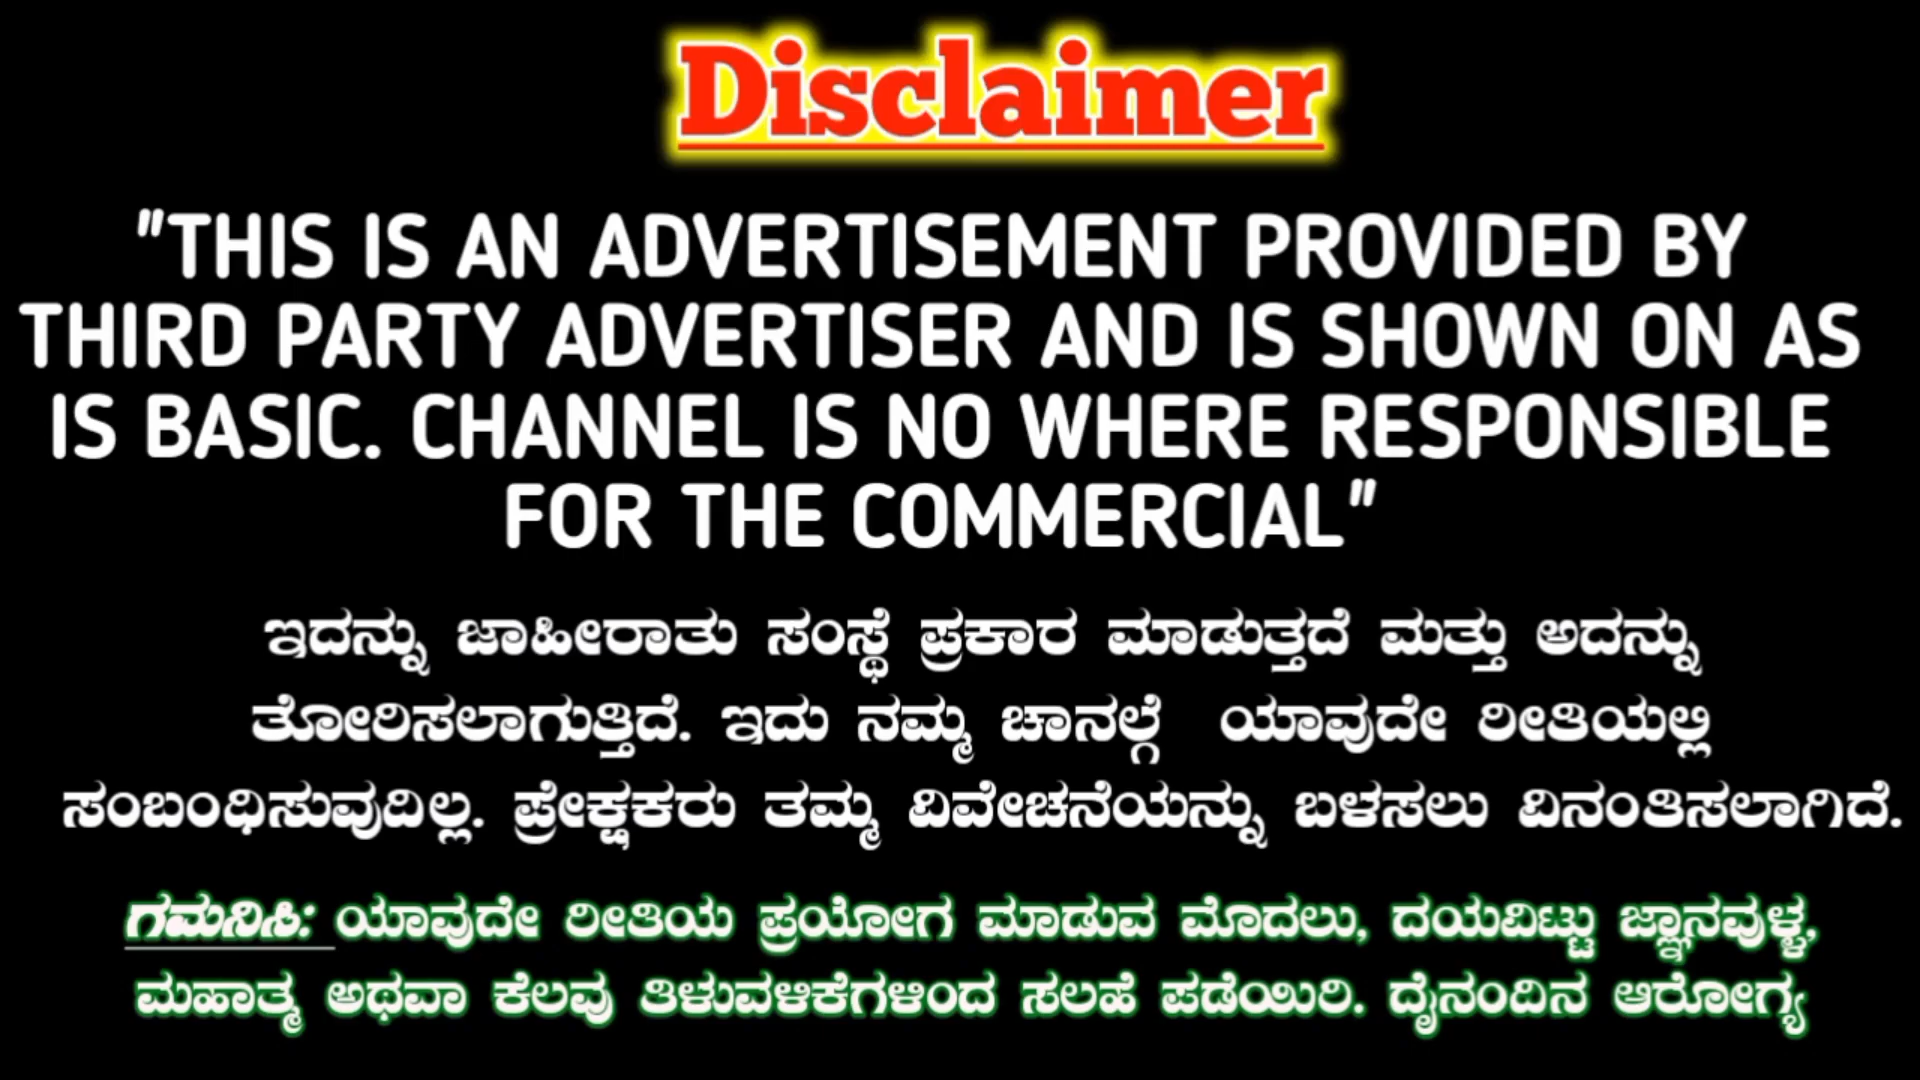 Disclaimer
"THIS IS AN ADVERTISEMENT PROVIDED BY
THIRD PARTY ADVERTISER AND IS SHOWN ON AS
IS BASIC. CHANNEL IS NO WHERE RESPONSIBLE
FOR THE COMMERCIAL"
ಇದನ್ನು ಜಾಹೀರಾತು ಸಂಸ್ಥೆ ಪ್ರಕಾರ ಮಾಡುತ್ತದೆ ಮತ್ತು ಅದನ್ನು
ತೋರಿಸಲಾಗುತ್ತಿದೆ. ಇದು ನಮ್ಮ ಚಾನಲ್ಗೆ ಯಾವುದೇ ರೀತಿಯಲ್ಲಿ
ಸಂಬಂಧಿಸುವುದಿಲ್ಲ. ಪ್ರೇಕ್ಷಕರು ತಮ್ಮ ವಿವೇಚನೆಯನ್ನು ಬಳಸಲು ವಿನಂತಿಸಲಾಗಿದೆ.
ಗಮನಿಸಿ: ಯಾವುದೇ ರೀತಿಯ ಪ್ರಯೋಗ ಮಾಡುವ ಮೊದಲು, ದಯವಿಟ್ಟು ಜ್ಞಾನವುಳ್ಳ,
ಮಹಾತ್ಮ ಅಥವಾ ಕೆಲವು ತಿಳುವಳಿಕೆಗಳಿಂದ ಸಲಹೆ ಪಡೆಯಿರಿ. ದೈನಂದಿನ ಆರೋಗ್ಯ